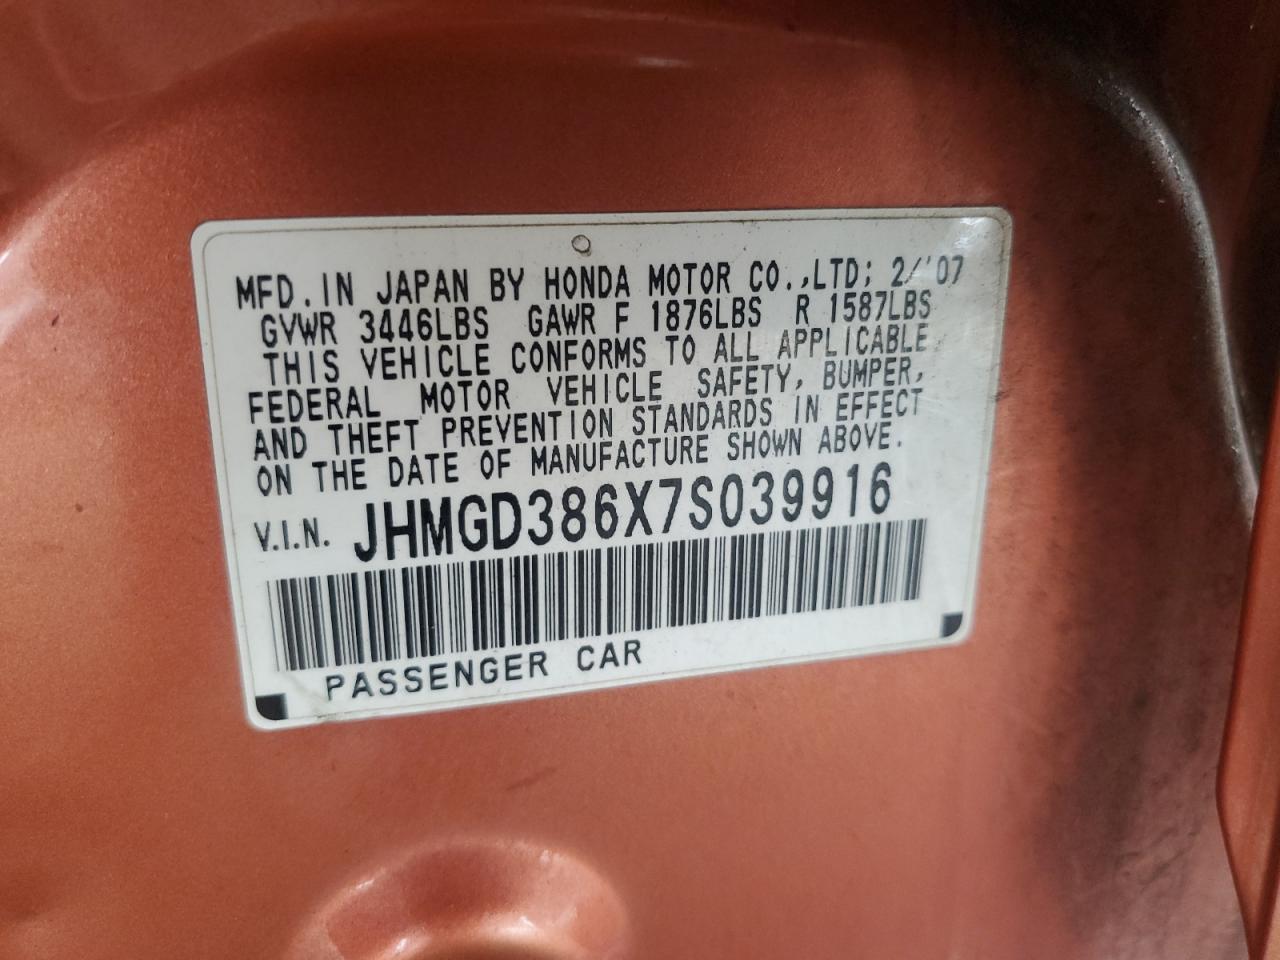 MFD. IN JAPAN BY HONDA MOTOR CO.,LTD; 2/'07
GVWR 3446LBS GAWR F 1876LBS R 1587LBS
THIS VEHICLE CONFORMS TO ALL APPLICABLE
FEDERAL MOTOR VEHICLE SAFETY, BUMPER,
AND THEFT PREVENTION STANDARDS IN EFFECT
ON THE DATE OF MANUFACTURE SHOWN ABOVE.
V.I.N. JHMGD386X7S039916
PASSENGER CAR